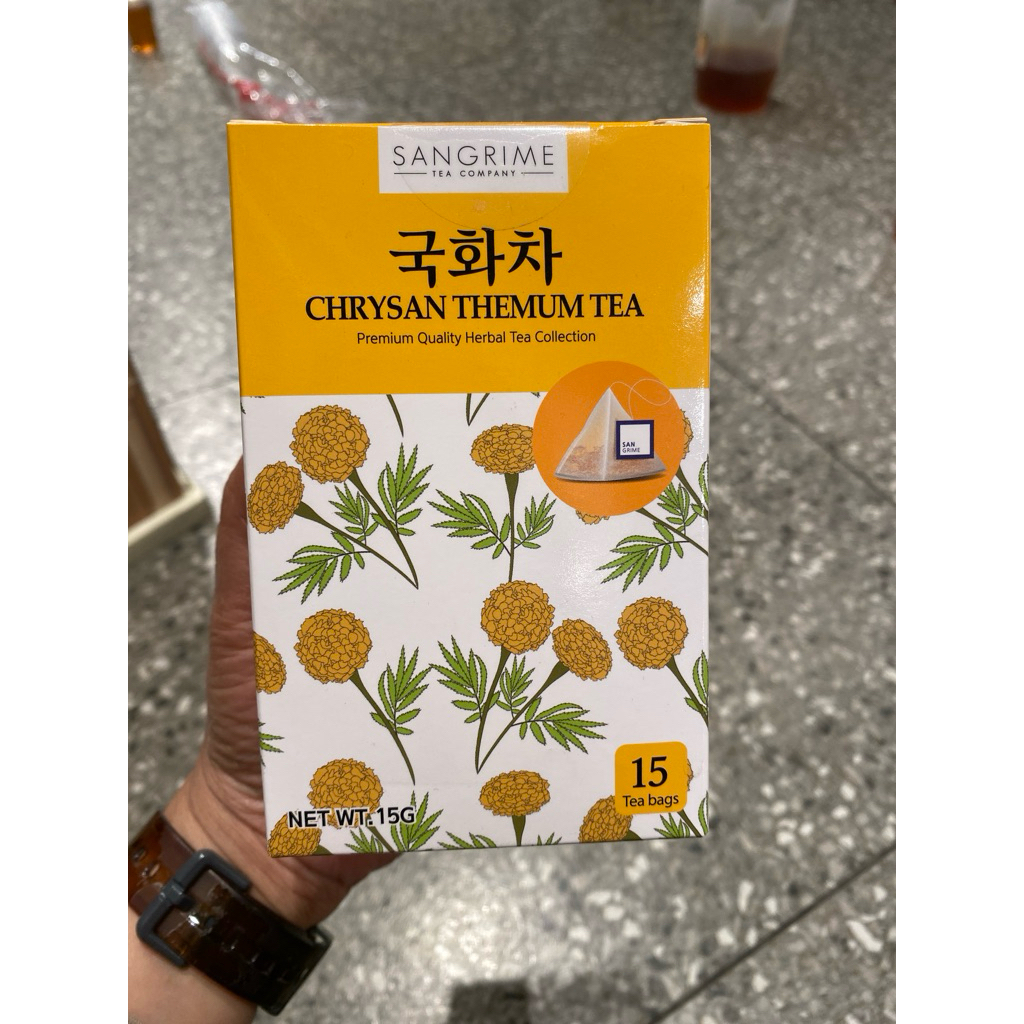 SANGRIME
TEA COMPANY
국화차
CHRYSAN THEMUM TEA
Premium Quality Herbal Tea Collection
SAN
GRIME
15
Tea bags
NET WT.15G